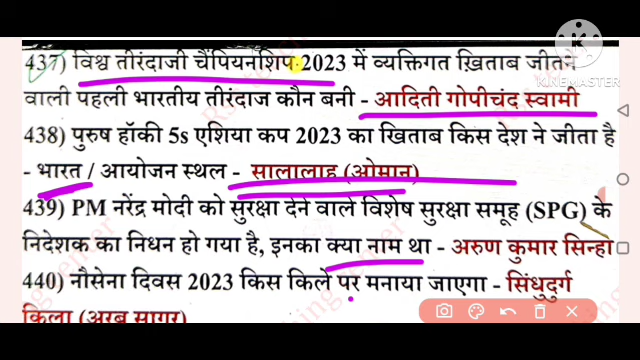 437) विश्व तीरंदाजी चैंपियनशिप 2023 में व्यक्तिगत ख़िताब जीतने
वाली पहली भारतीय तीरंदाज कौन बनी - आदिती गोपीचंद स्वामी
438) पुरुष हॉकी 5s एशिया कप 2023 का खिताब किस देश ने जीता है
- भारत / आयोजन स्थल - सालालाह (ओमान)
439) PM नरेंद्र मोदी को सुरक्षा देने वाले विशेष सुरक्षा समूह (SPG) के
निदेशक का निधन हो गया है, इनका क्या नाम था - अरुण कुमार सिन्हा
440) नौसेना दिवस 2023 किस किले पर मनाया जाएगा - सिंधुदुर्ग
किला (अरब सागर)
KINEMASTER